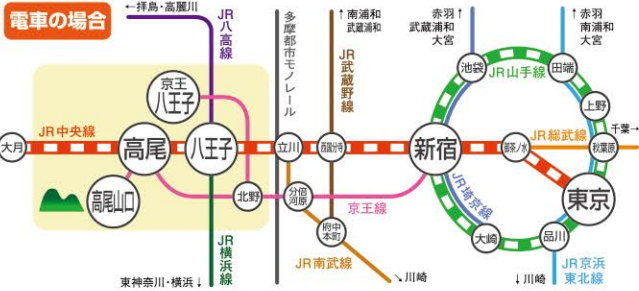 電車の場合
←拝島・高麗川
JR八高線
多摩都市モノレール
↑南浦和
武蔵浦和
JR武蔵野線
赤羽↑
武蔵浦和
大宮
↑赤羽
南浦和
大宮
池袋
JR山手線
田端
上野
京王
八王子
大月
JR中央線
高尾
八王子
立川
西国分寺
新宿
御茶ノ水
JR総武線
秋葉原
千葉→
高尾山口
北野
分倍
河原
京王線
JR埼京線
東京
府中
本町
大崎
品川
JR横浜線
JR南武線
東神奈川・横浜↓
↘川崎
↓川崎
JR京浜
東北線